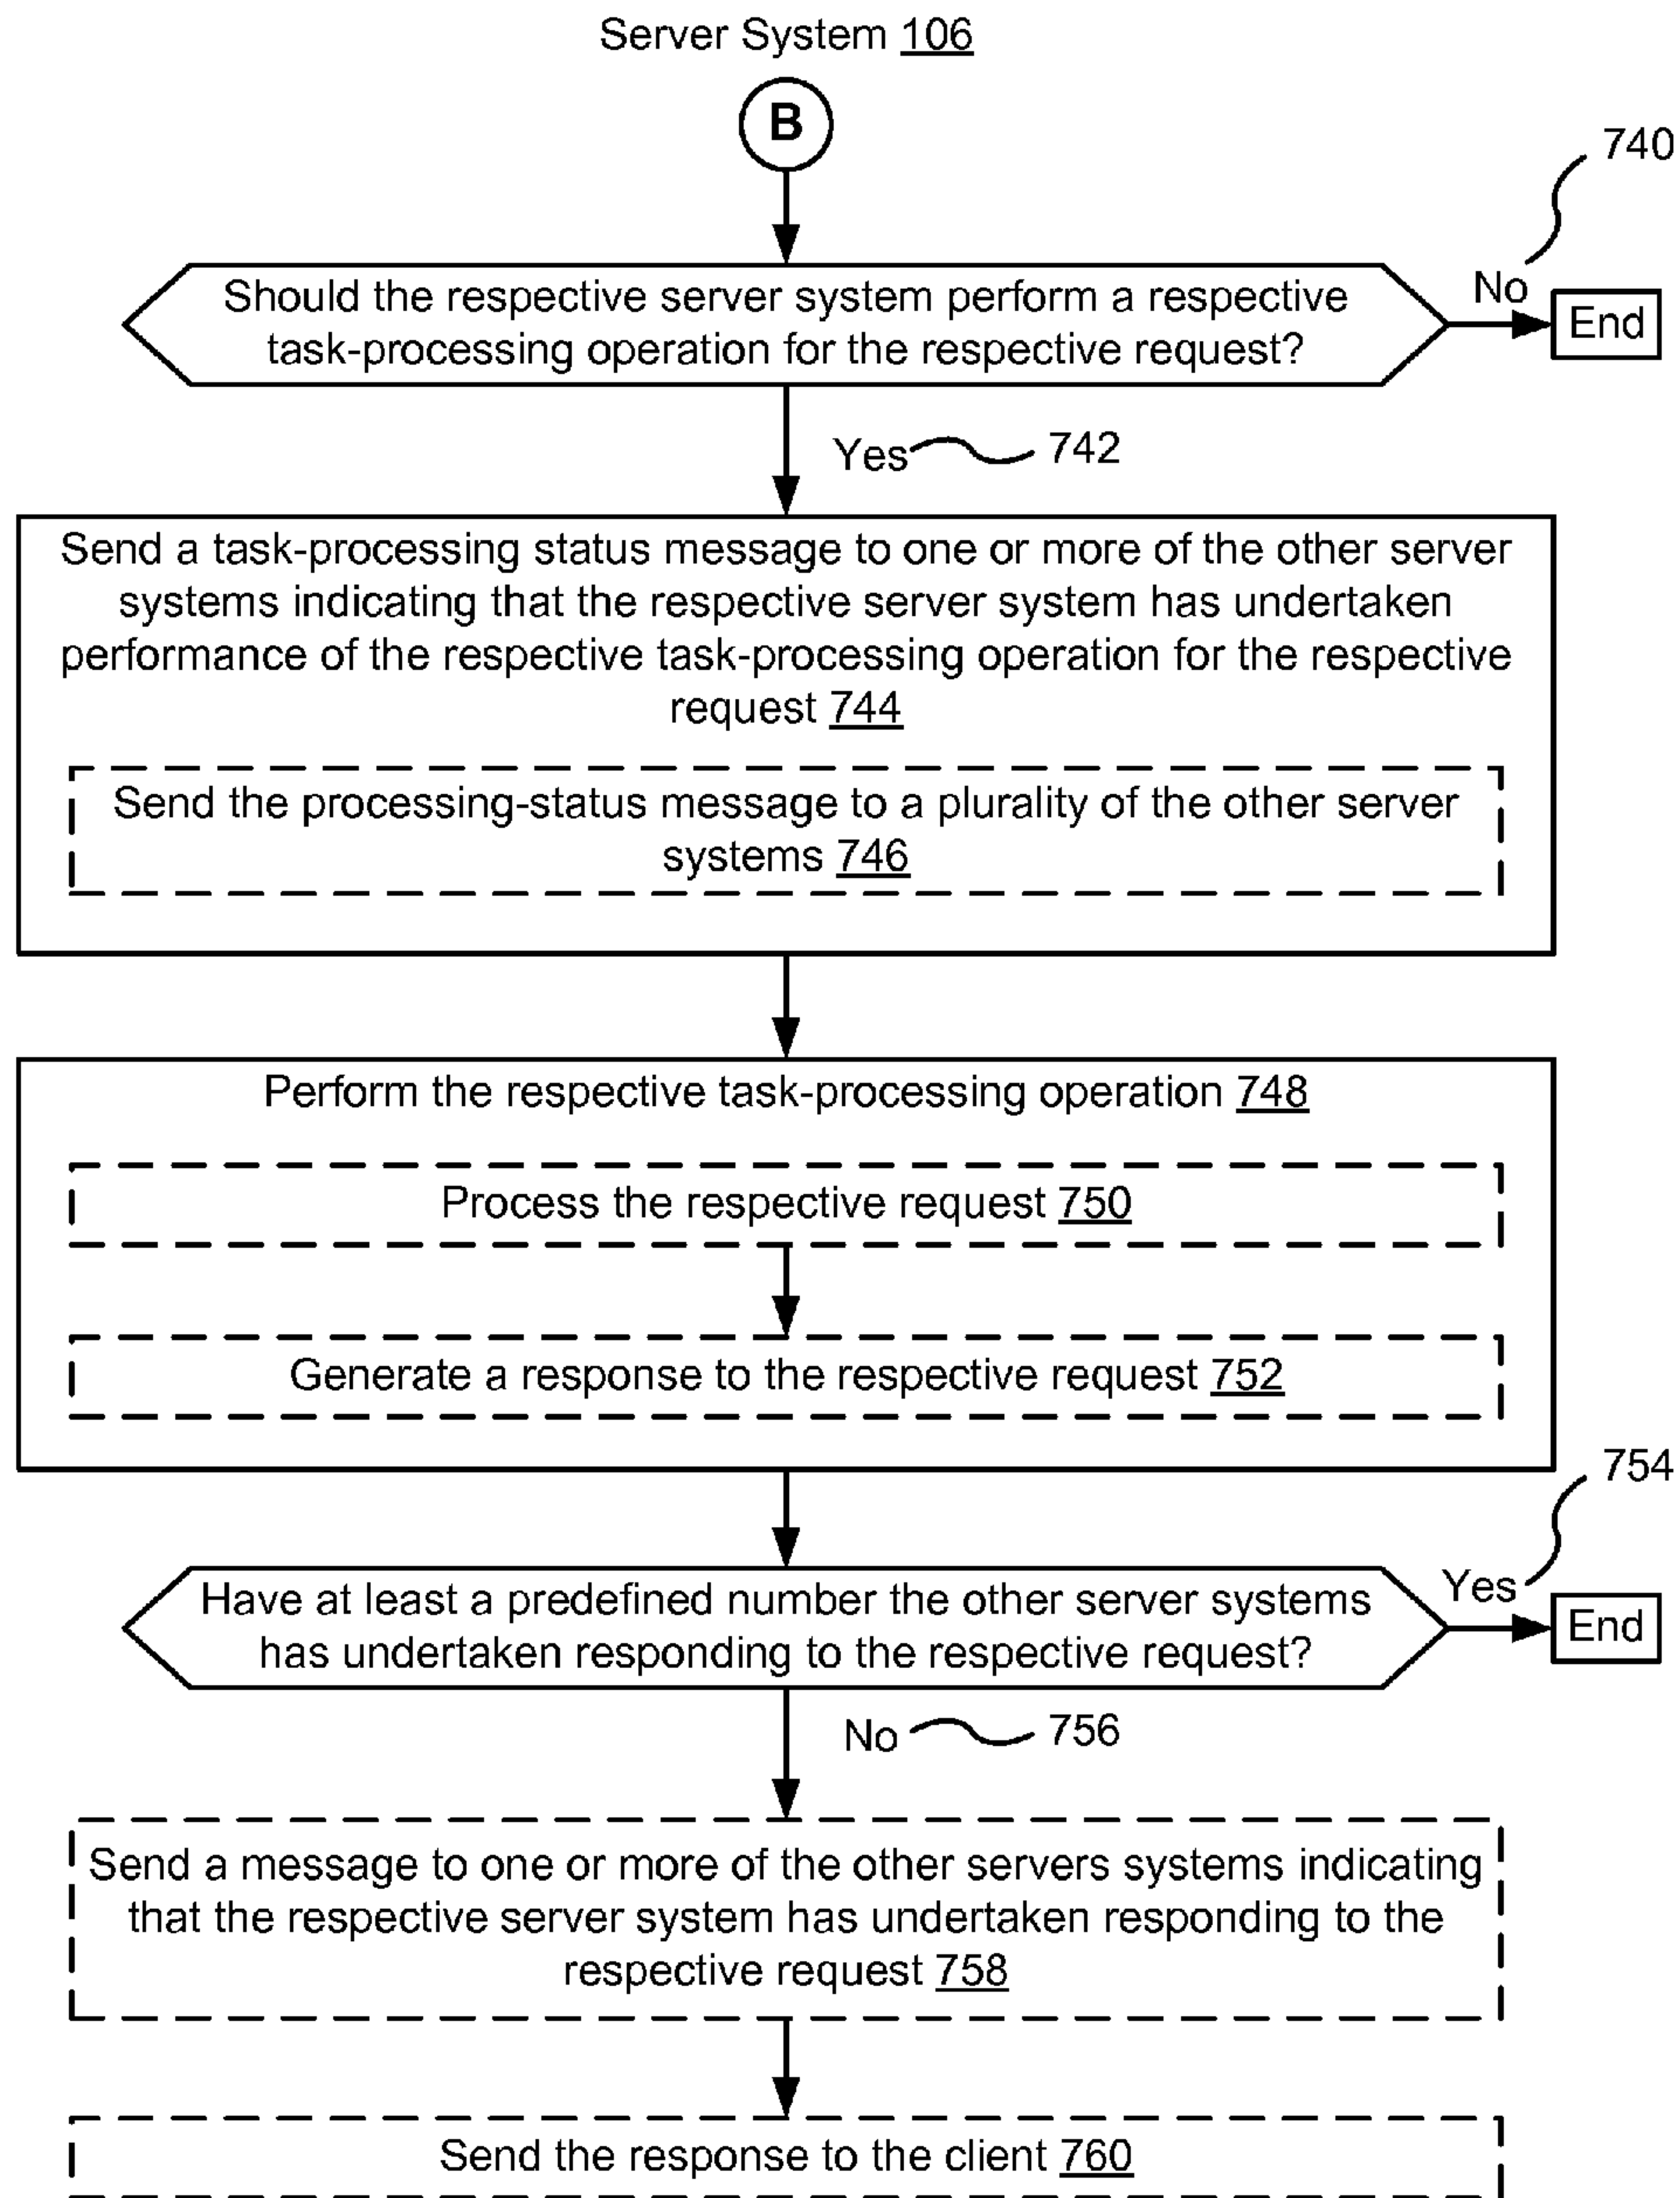 Server System 106
B
740
Should the respective server system perform a respective
task-processing operation for the respective request?
No
End
Yes
742
Send a task-processing status message to one or more of the other server
systems indicating that the respective server system has undertaken
performance of the respective task-processing operation for the respective
request 744
Send the processing-status message to a plurality of the other server
systems 746
Perform the respective task-processing operation 748
Process the respective request 750
Generate a response to the respective request 752
754
Have at least a predefined number the other server systems
has undertaken responding to the respective request?
Yes
End
No
756
Send a message to one or more of the other servers systems indicating
that the respective server system has undertaken responding to the
respective request 758
Send the response to the client 760